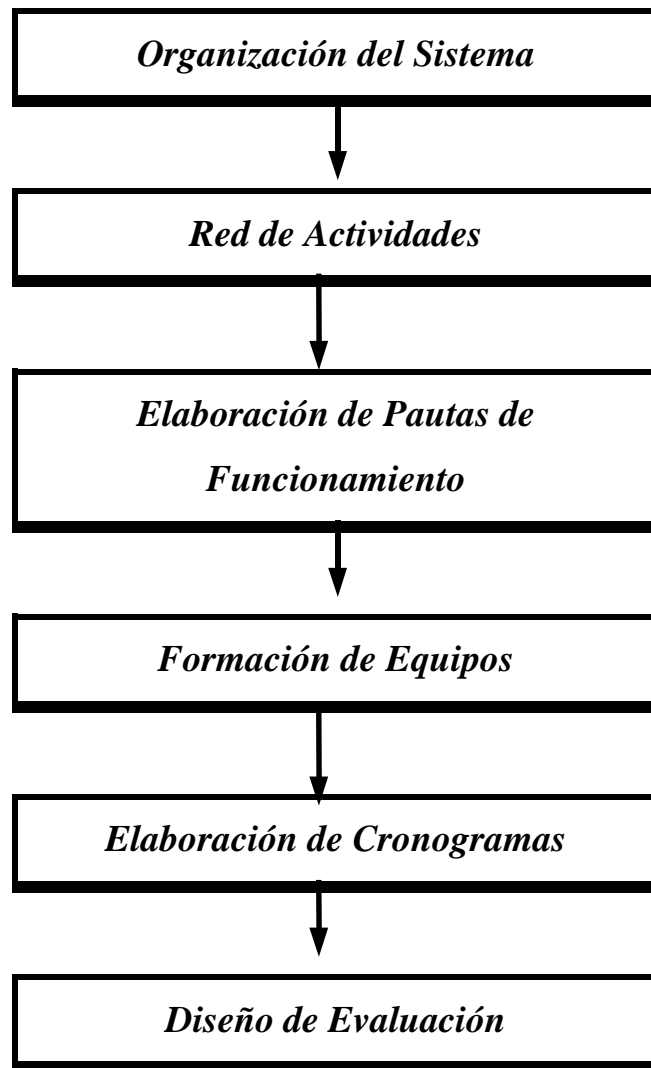 Organización del Sistema
Red de Actividades
Elaboración de Pautas de
Funcionamiento
Formación de Equipos
Elaboración de Cronogramas
Diseño de Evaluación